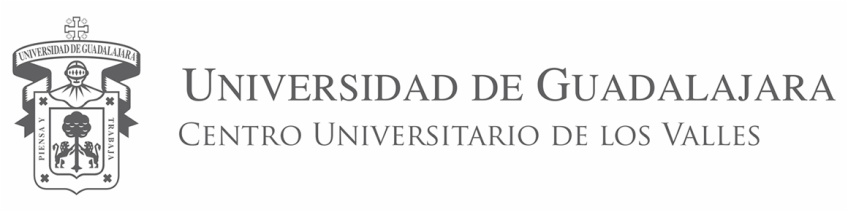 UNIVERSIDAD DE GUADALAJARA
PIENSA Y
TRABAJA
UNIVERSIDAD DE GUADALAJARA
CENTRO UNIVERSITARIO DE LOS VALLES